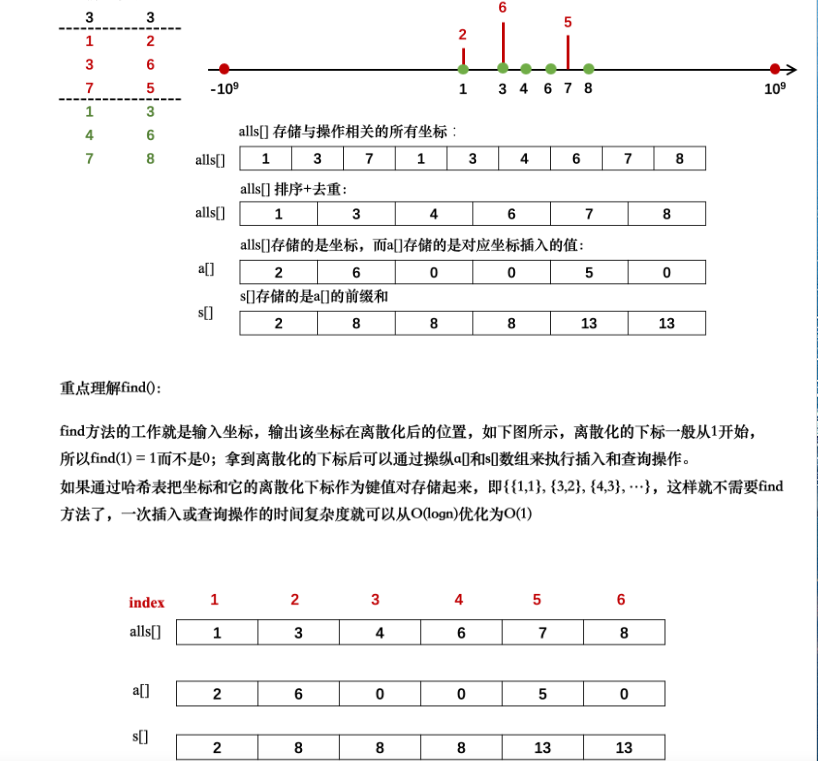 3 3
1 2
3 6
7 5
1 3
4 6
7 8
2 6 5
-10⁹ 1 3 4 6 7 8 10⁹
alls[] 存储与操作相关的所有坐标：
alls[] 1 3 7 1 3 4 6 7 8
alls[] 排序+去重：
alls[] 1 3 4 6 7 8
alls[]存储的是坐标，而a[]存储的是对应坐标插入的值：
a[] 2 6 0 0 5 0
s[]存储的是a[]的前缀和
s[] 2 8 8 8 13 13
重点理解find()：
find方法的工作就是输入坐标，输出该坐标在离散化后的位置，如下图所示，离散化的下标一般从1开始，
所以find(1) = 1而不是0；拿到离散化的下标后可以通过操纵a[]和s[]数组来执行插入和查询操作。
如果通过哈希表把坐标和它的离散化下标作为键值对存储起来，即{{1,1}, {3,2}, {4,3}, …}，这样就不需要find
方法了，一次插入或查询操作的时间复杂度就可以从O(logn)优化为O(1)
index 1 2 3 4 5 6
alls[] 1 3 4 6 7 8
a[] 2 6 0 0 5 0
s[] 2 8 8 8 13 13